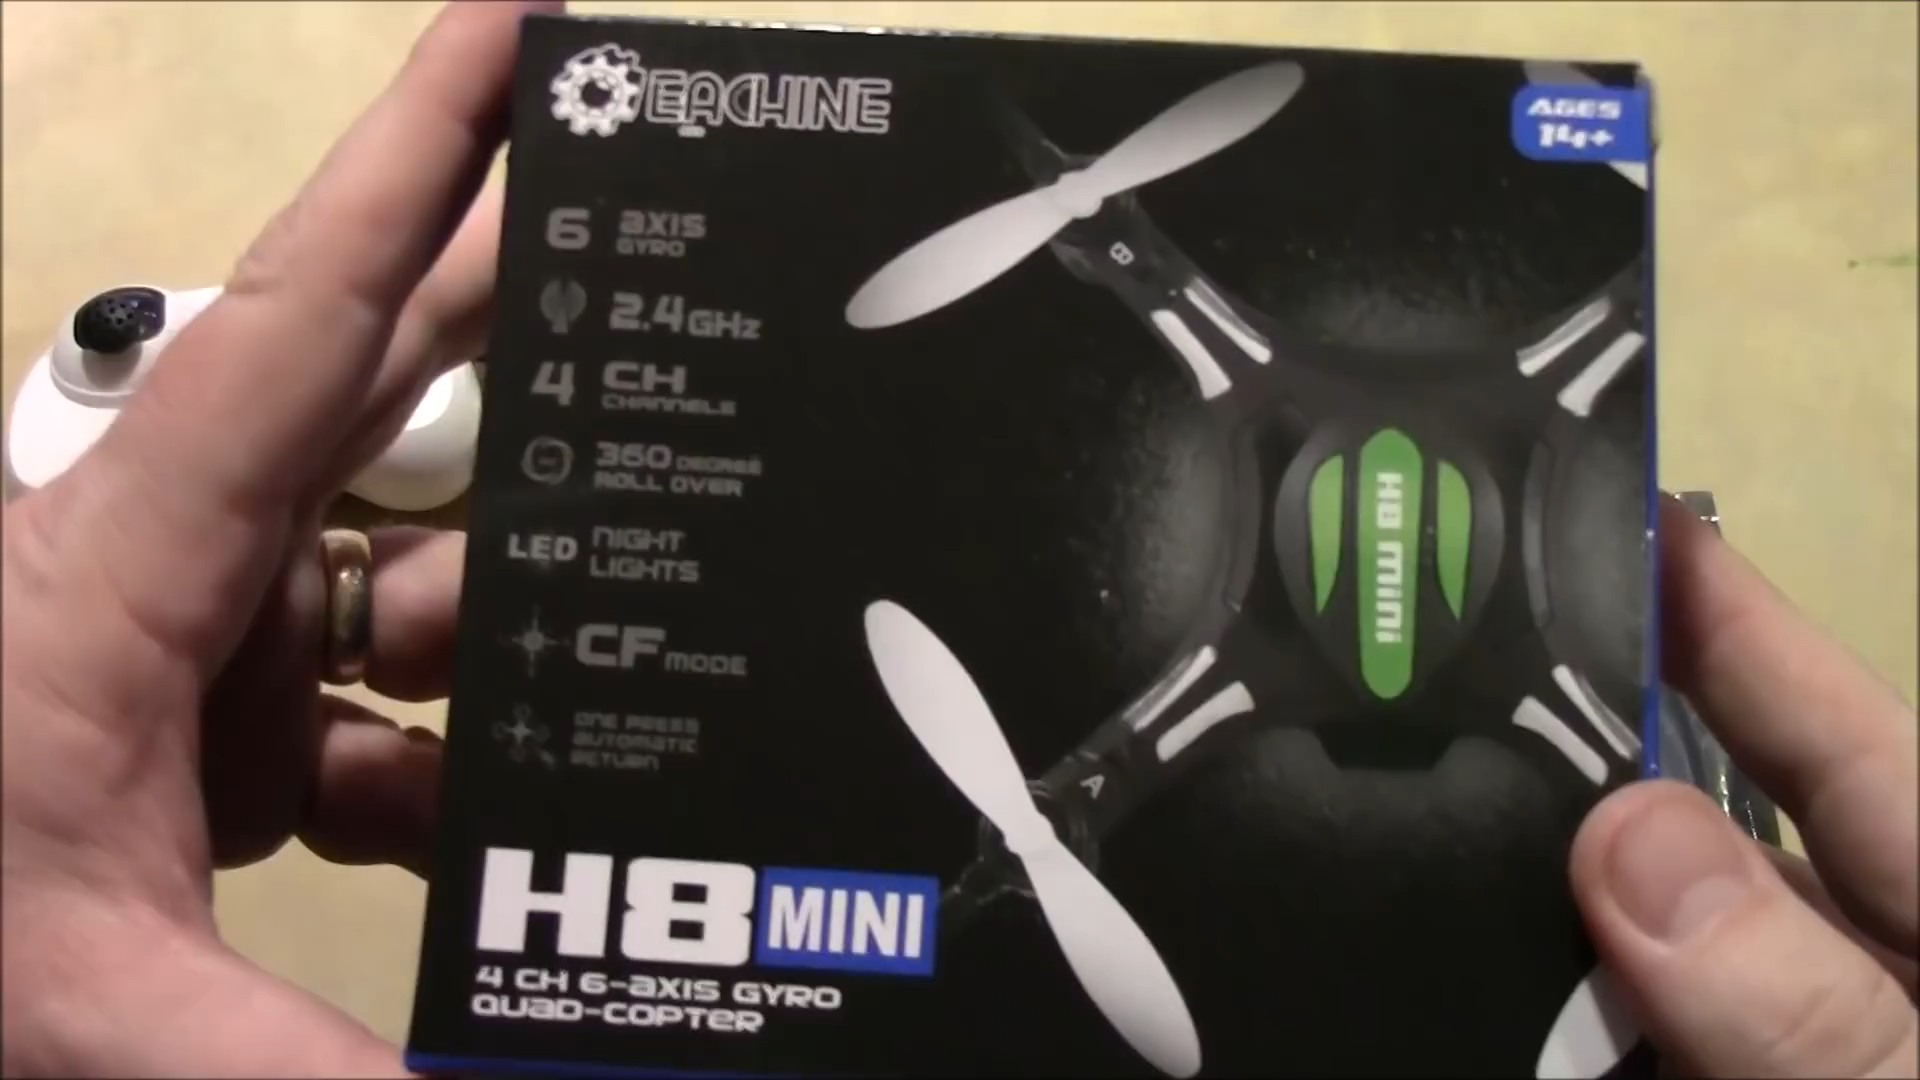 EACHINE
AGES
14+
6 axis
GYRO
2.4GHz
4 CH
CHANNELS
360 DEGREE
ROLL OVER
LED NIGHT
LIGHTS
CF MODE
ONE PRESS
AUTOMATIC
RETURN
B
H8 mini
A
H8 MINI
4 CH 6-axis GYRO
QUAD-COPTER